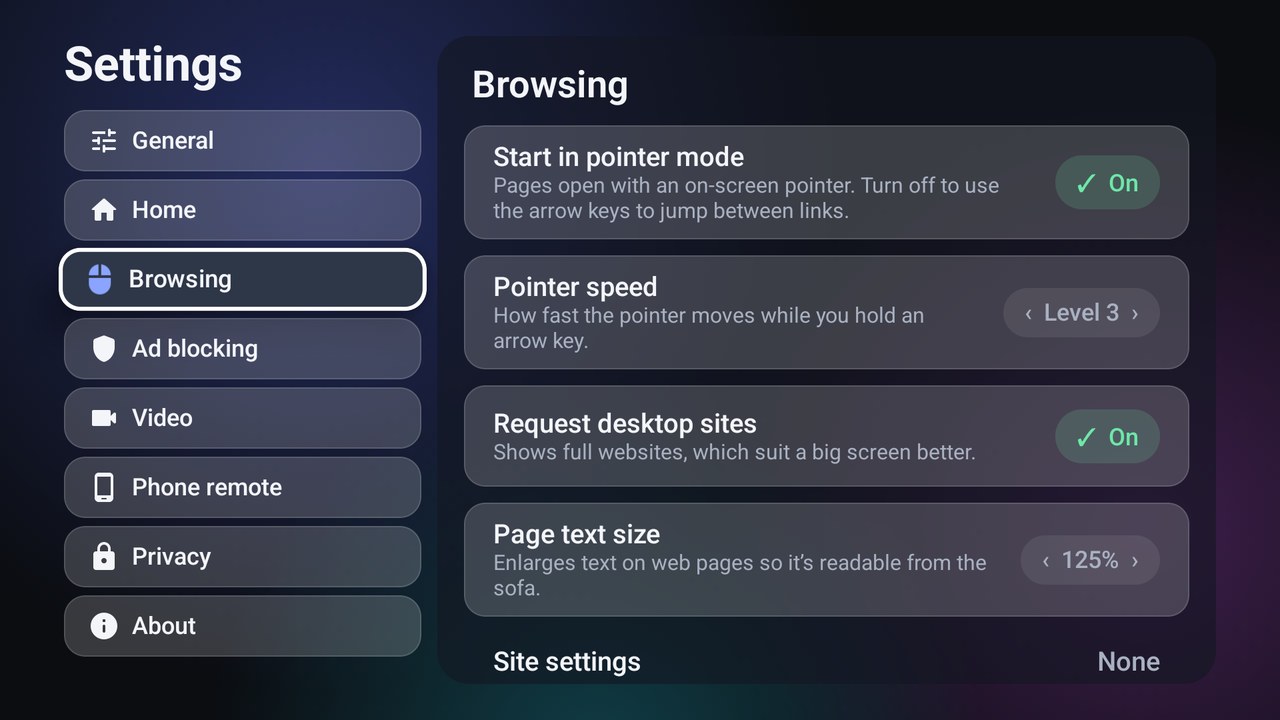 Settings
General
Home
Browsing
Ad blocking
Video
Phone remote
Privacy
About
Browsing
Start in pointer mode
Pages open with an on-screen pointer. Turn off to use
the arrow keys to jump between links.
✓ On
Pointer speed
How fast the pointer moves while you hold an
arrow key.
‹ Level 3 ›
Request desktop sites
Shows full websites, which suit a big screen better.
✓ On
Page text size
Enlarges text on web pages so it’s readable from the
sofa.
‹ 125% ›
Site settings
None